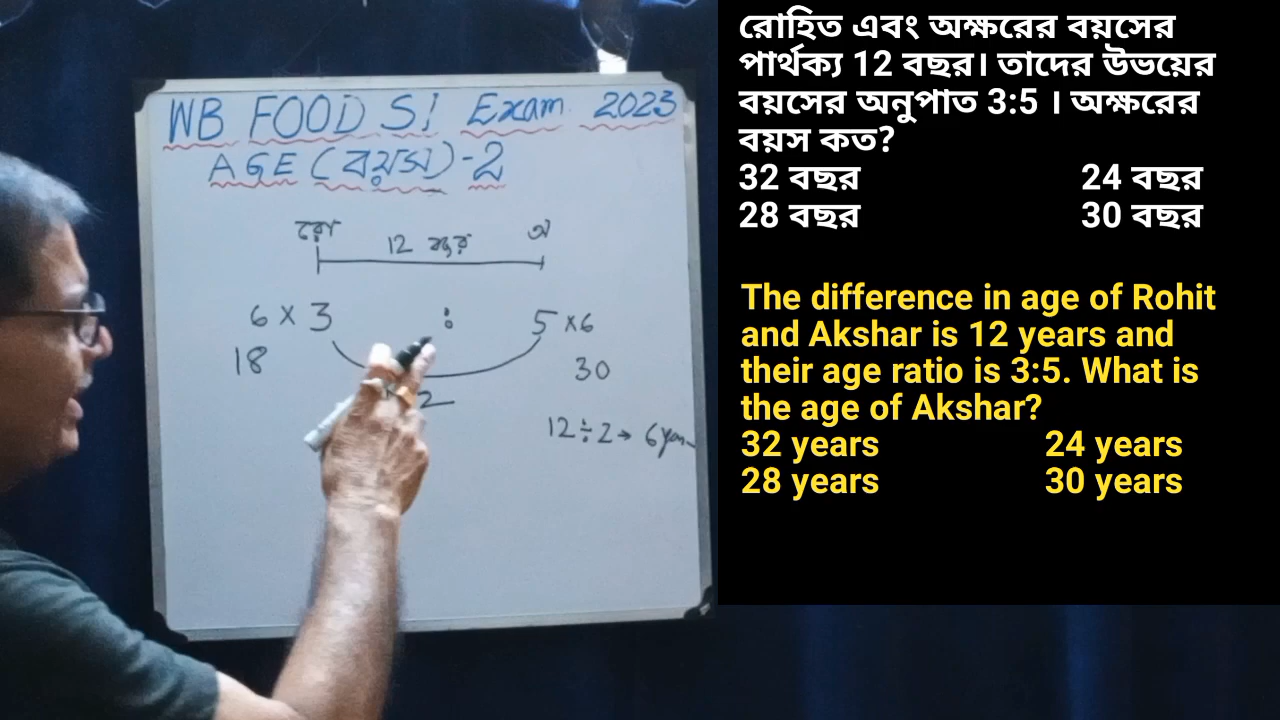 WB FOOD SI Exam. 2023
AGE (বয়স)-2
রো 12 বছর অ
6 × 3 : 5 ×6
18 30
2
12÷2→ 6
রোহিত এবং অক্ষরের বয়সের
পার্থক্য 12 বছর। তাদের উভয়ের
বয়সের অনুপাত 3:5 । অক্ষরের
বয়স কত?
32 বছর 24 বছর
28 বছর 30 বছর
The difference in age of Rohit
and Akshar is 12 years and
their age ratio is 3:5. What is
the age of Akshar?
32 years 24 years
28 years 30 years